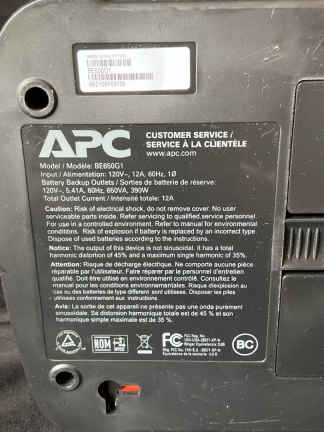 BE650G1
APC
CUSTOMER SERVICE /
SERVICE À LA CLIENTÈLE
www.apc.com
Model / Modèle: BE650G1
Input / Alimentation: 120V~, 12A, 60Hz, 1Ø
Battery Backup Outlets / Sorties de batterie de réserve:
120V~, 5.41A, 60Hz, 650VA, 390W
Total Outlet Current / Intensité totale: 12A
Caution: Risk of electrical shock, do not remove cover. No user
serviceable parts inside. Refer servicing to qualified service personnel.
For use in a controlled environment. Refer to manual for environmental
conditions. Risk of explosion if battery is replaced by an incorrect type.
Dispose of used batteries according to the instructions.
Notice: The output of this device is not sinusoidal. It has a total
harmonic distortion of 45% and a maximum single harmonic of 35%.
Attention: Risque de décharge électrique. Ne comporte aucune pièce
réparable par l'utilisateur. Faire réparer par le personnel d'entretien
qualifié. Doit être utilisé en environnement contrôlé. Consultez le
manuel pour les conditions environnementales. Risque d'explosion au
cas ou des batteries de type different sont utilisées. Disposer les piles
utilisées conformement aux instructions.
Avis: La sortie de cet appareil ne présente pas une onde purement
sinusoidale. Sa distorsion harmonique totale est de 45 % et son
harmonique simple maximale est de 35 %.
NOM
FC
BC